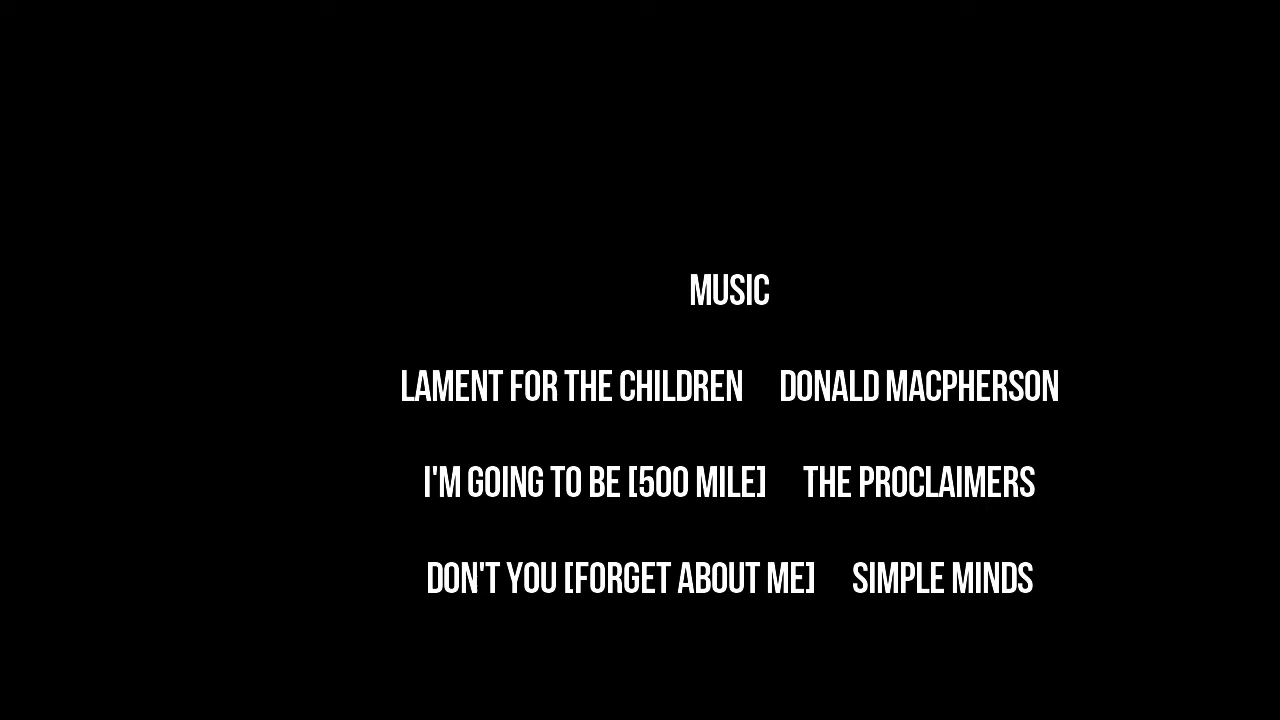 MUSIC
LAMENT FOR THE CHILDREN DONALD MACPHERSON
I'M GOING TO BE [500 MILE] THE PROCLAIMERS
DON'T YOU [FORGET ABOUT ME] SIMPLE MINDS